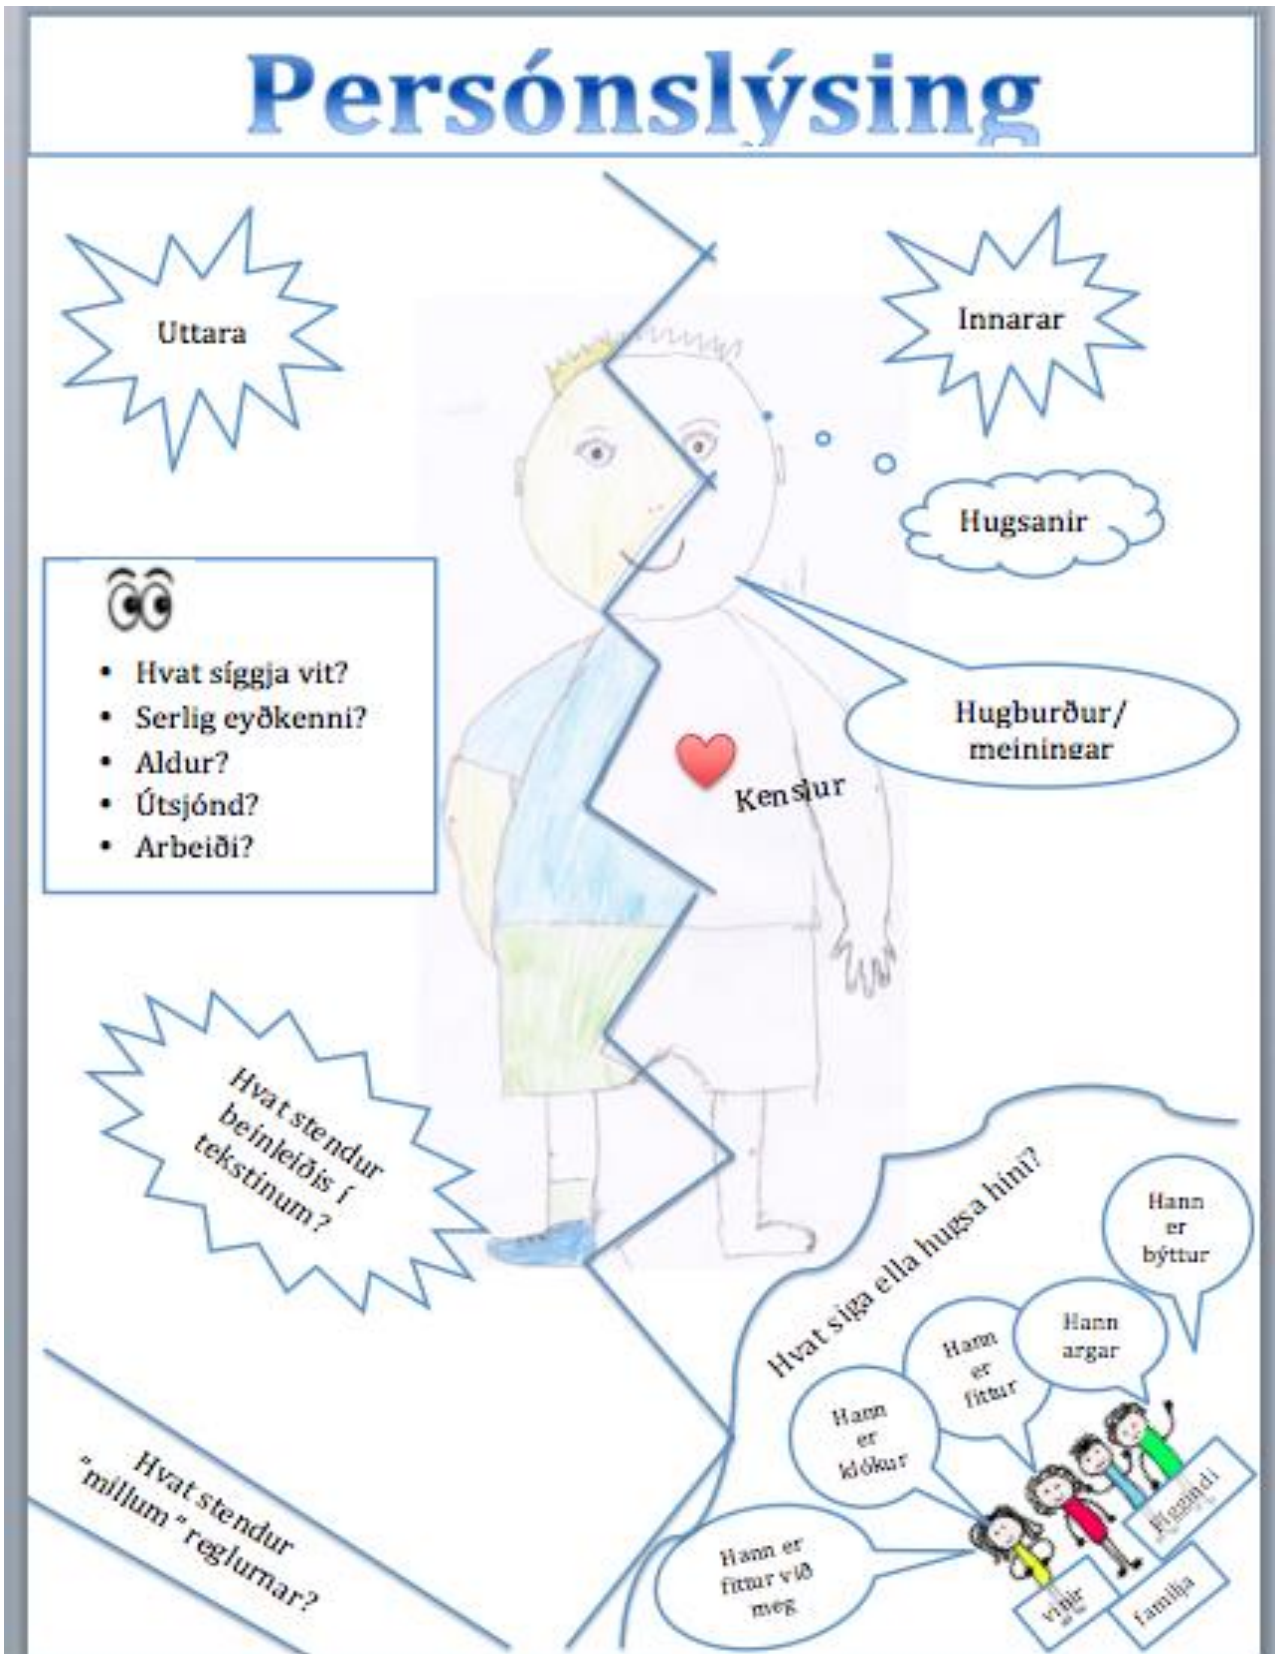 Persónslýsing
Uttara
Innarar
Hugsanir
• Hvat síggja vit?
• Serlig eyðkenni?
• Aldur?
• Útsjónd?
• Arbeiði?
Hugburður/
meiningar
Kenslur
Hvat stendur
beinleiðis í
tekstinum?
Hvat stendur
"millum" reglurnar?
Hvat siga ella hugsa hini?
Hann
er
býttur
Hann
argar
Hann
er
fittur
Hann
er
klókur
Hann er
fittur við
meg
vinir
familja
Fíggindi